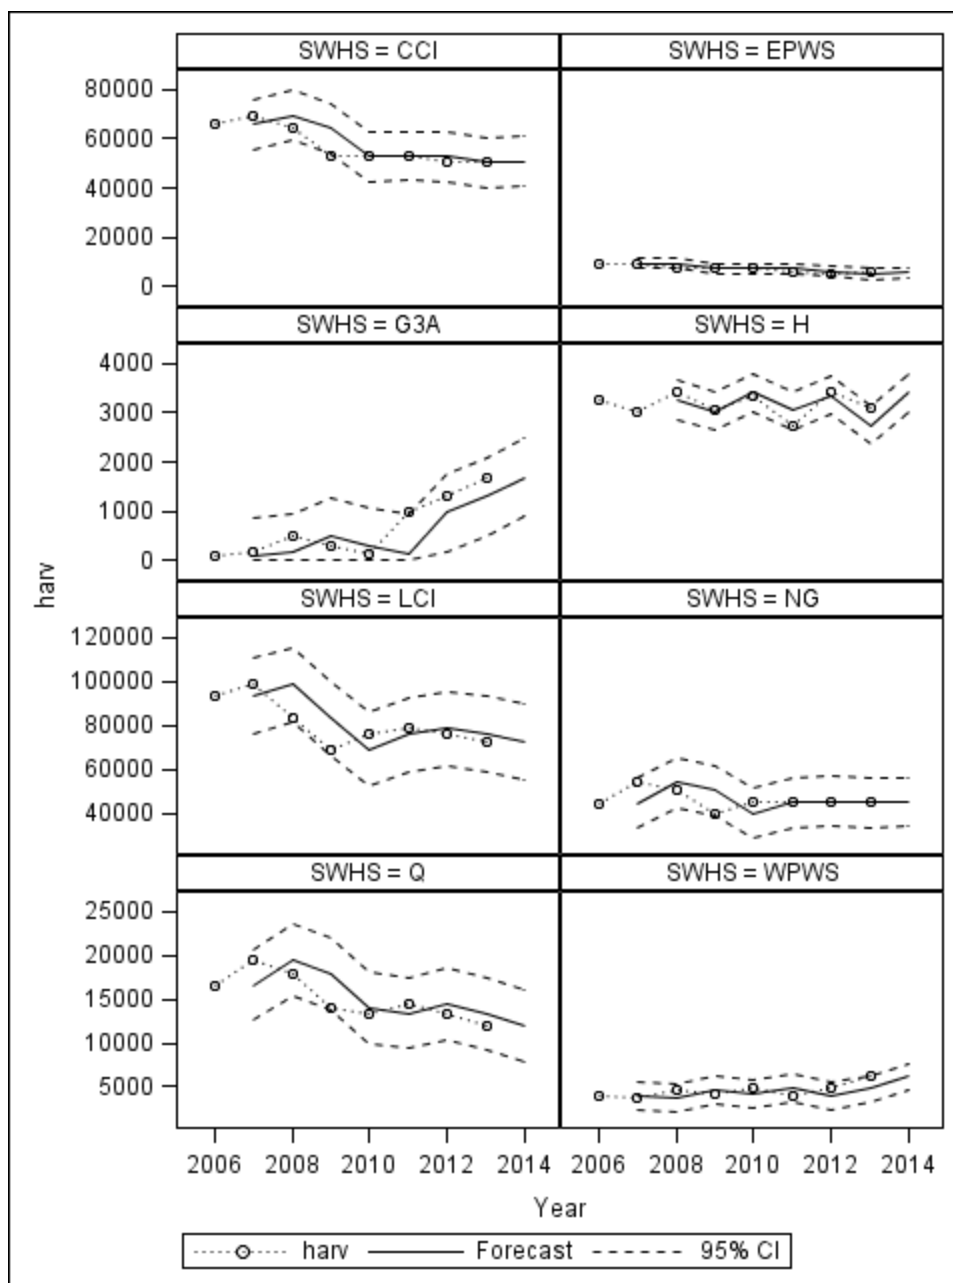 SWHS = CCI
SWHS = EPWS
80000
60000
40000
20000
0
SWHS = G3A
SWHS = H
4000
3000
2000
1000
0
harv
SWHS = LCI
SWHS = NG
120000
100000
80000
60000
40000
SWHS = Q
SWHS = WPWS
25000
20000
15000
10000
5000
2006 2008 2010 2012 2014 2006 2008 2010 2012 2014
Year
harv Forecast 95% CI